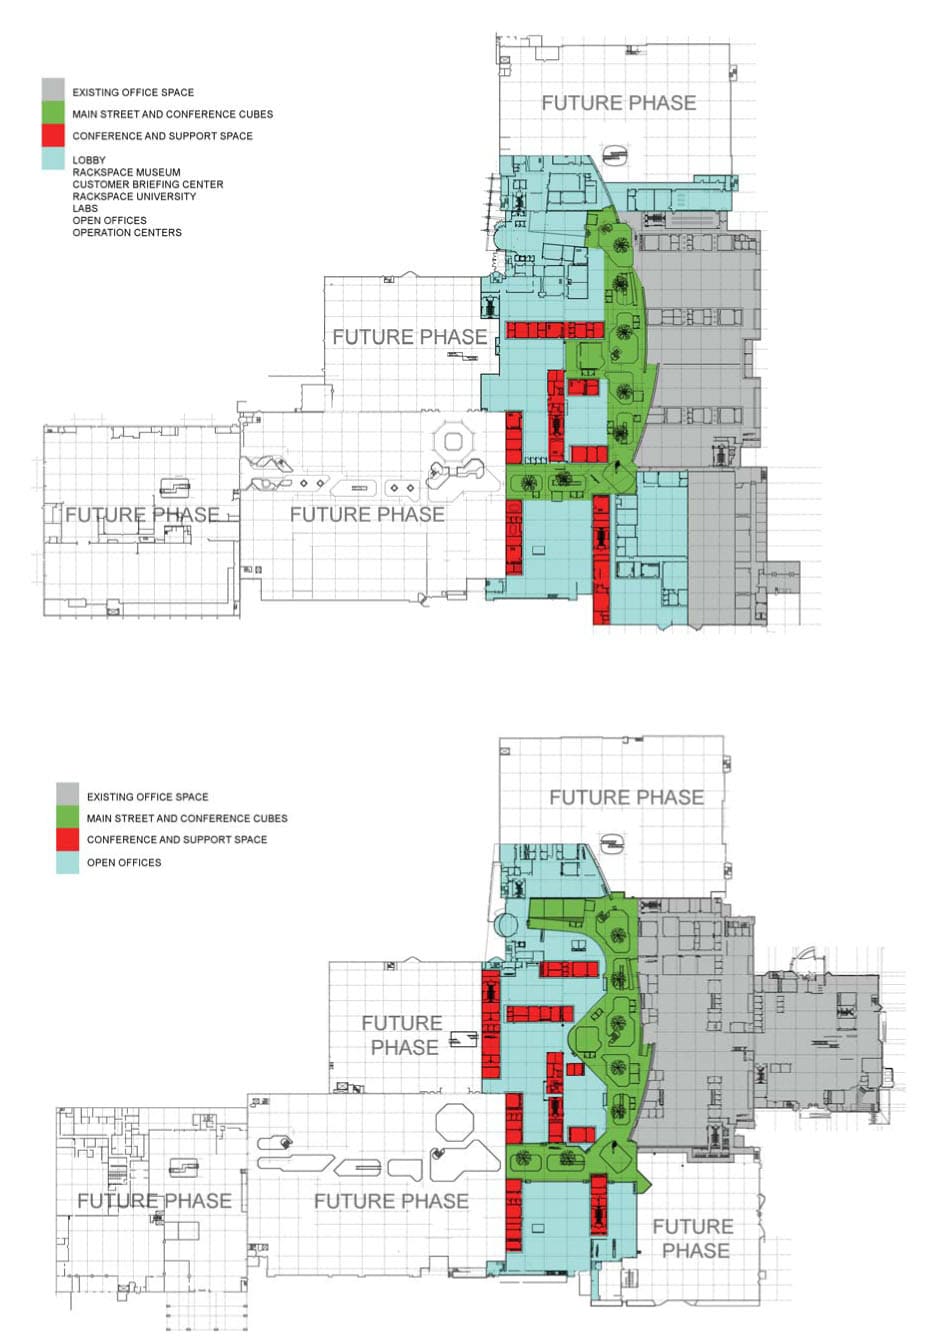 EXISTING OFFICE SPACE
MAIN STREET AND CONFERENCE CUBES
CONFERENCE AND SUPPORT SPACE
LOBBY
RACKSPACE MUSEUM
CUSTOMER BRIEFING CENTER
RACKSPACE UNIVERSITY
LABS
OPEN OFFICES
OPERATION CENTERS
FUTURE PHASE
FUTURE PHASE
FUTURE PHASE
FUTURE PHASE
EXISTING OFFICE SPACE
MAIN STREET AND CONFERENCE CUBES
CONFERENCE AND SUPPORT SPACE
OPEN OFFICES
FUTURE PHASE
FUTURE
PHASE
FUTURE PHASE
FUTURE PHASE
FUTURE
PHASE